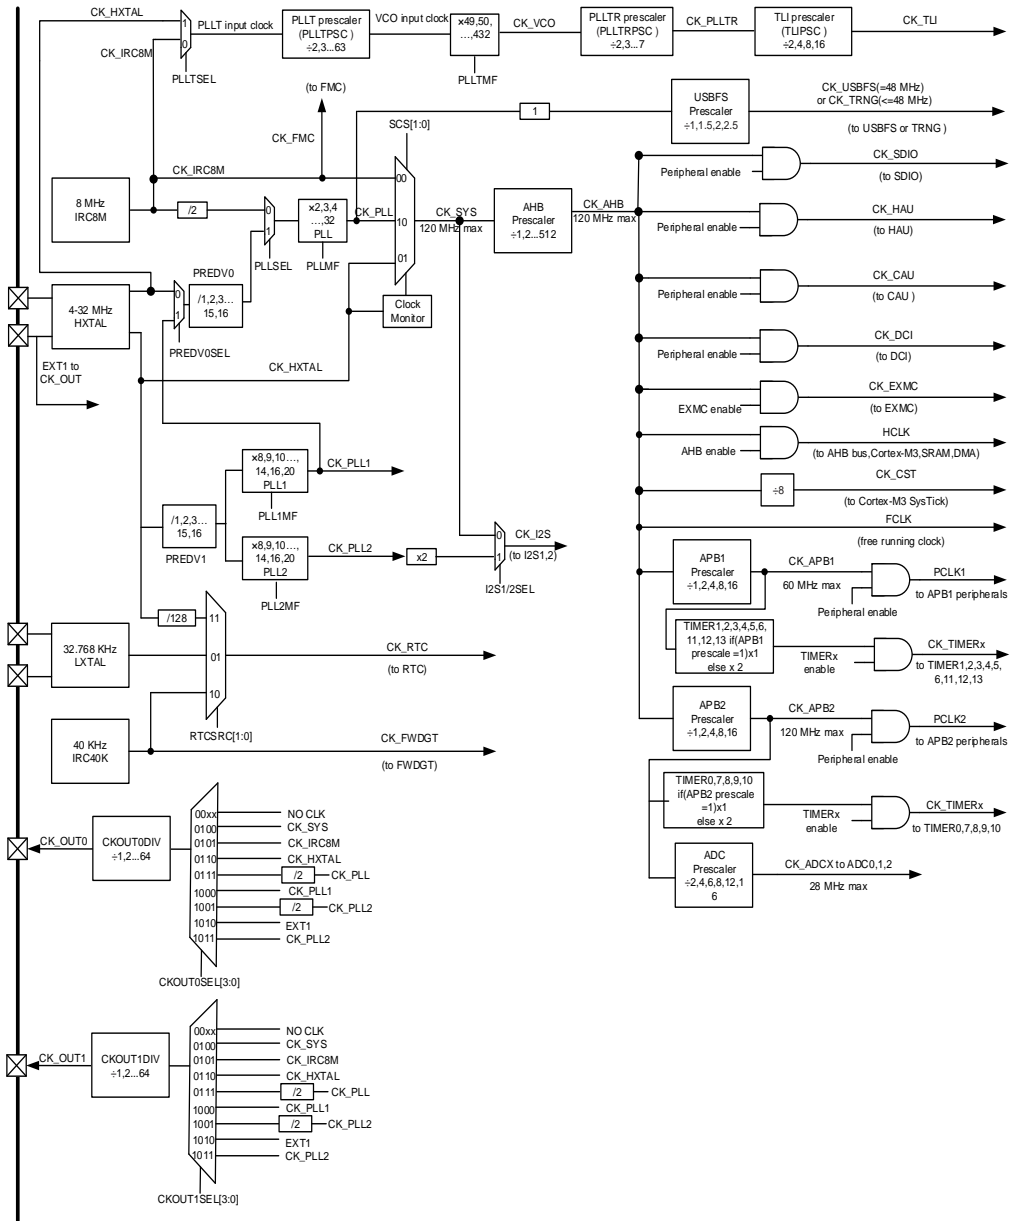 CK_HXTAL
CK_IRC8M
1
0
PLLTSEL
PLLT input clock
PLLT prescaler
(PLLTPSC )
÷2,3...63
VCO input clock
×49,50,
…,432
PLLTMF
CK_VCO
PLLTR prescaler
(PLLTRPSC )
÷2,3...7
CK_PLLTR
TLI prescaler
(TLIPSC )
÷2,4,8,16
CK_TLI
(to FMC)
CK_FMC
SCS[1:0]
1
USBFS
Prescaler
÷1,1.5,2,2.5
CK_USBFS(=48 MHz)
or CK_TRNG(<=48 MHz)
(to USBFS or TRNG )
8 MHz
IRC8M
CK_IRC8M
/2
0
1
PLLSEL
×2,3,4
…,32
PLL
PLLMF
CK_PLL
00
10
01
CK_SYS
120 MHz max
AHB
Prescaler
÷1,2...512
CK_AHB
120 MHz max
Clock
Monitor
Peripheral enable
CK_SDIO
(to SDIO)
Peripheral enable
CK_HAU
(to HAU)
Peripheral enable
CK_CAU
(to CAU )
Peripheral enable
CK_DCI
(to DCI)
EXMC enable
CK_EXMC
(to EXMC)
AHB enable
HCLK
(to AHB bus,Cortex-M3,SRAM,DMA)
÷8
CK_CST
(to Cortex-M3 SysTick)
FCLK
(free running clock)
4-32 MHz
HXTAL
0
1
PREDV0SEL
PREDV0
/1,2,3…
15,16
EXT1 to
CK_OUT
CK_HXTAL
/1,2,3…
15,16
PREDV1
×8,9,10…,
14,16,20
PLL1
PLL1MF
CK_PLL1
×8,9,10…,
14,16,20
PLL2
PLL2MF
CK_PLL2
x2
0
1
I2S1/2SEL
CK_I2S
(to I2S1,2)
APB1
Prescaler
÷1,2,4,8,16
CK_APB1
60 MHz max
Peripheral enable
PCLK1
to APB1 peripherals
TIMER1,2,3,4,5,6,
11,12,13 if(APB1
prescale =1)x1
else x 2
TIMERx
enable
CK_TIMERx
to TIMER1,2,3,4,5,
6,11,12,13
APB2
Prescaler
÷1,2,4,8,16
CK_APB2
120 MHz max
Peripheral enable
PCLK2
to APB2 peripherals
TIMER0,7,8,9,10
if(APB2 prescale
=1)x1
else x 2
TIMERx
enable
CK_TIMERx
to TIMER0,7,8,9,10
ADC
Prescaler
÷2,4,6,8,12,1
6
CK_ADCX to ADC0,1,2
28 MHz max
/128
11
01
10
RTCSRC[1:0]
32.768 KHz
LXTAL
CK_RTC
(to RTC)
40 KHz
IRC40K
CK_FWDGT
(to FWDGT)
CK_OUT0
CKOUT0DIV
÷1,2...64
00xx
NO CLK
0100
CK_SYS
0101
CK_IRC8M
0110
CK_HXTAL
0111
/2
CK_PLL
1000
CK_PLL1
1001
/2
CK_PLL2
1010
EXT1
1011
CK_PLL2
CKOUT0SEL[3:0]
CK_OUT1
CKOUT1DIV
÷1,2...64
00xx
NO CLK
0100
CK_SYS
0101
CK_IRC8M
0110
CK_HXTAL
0111
/2
CK_PLL
1000
CK_PLL1
1001
/2
CK_PLL2
1010
EXT1
1011
CK_PLL2
CKOUT1SEL[3:0]